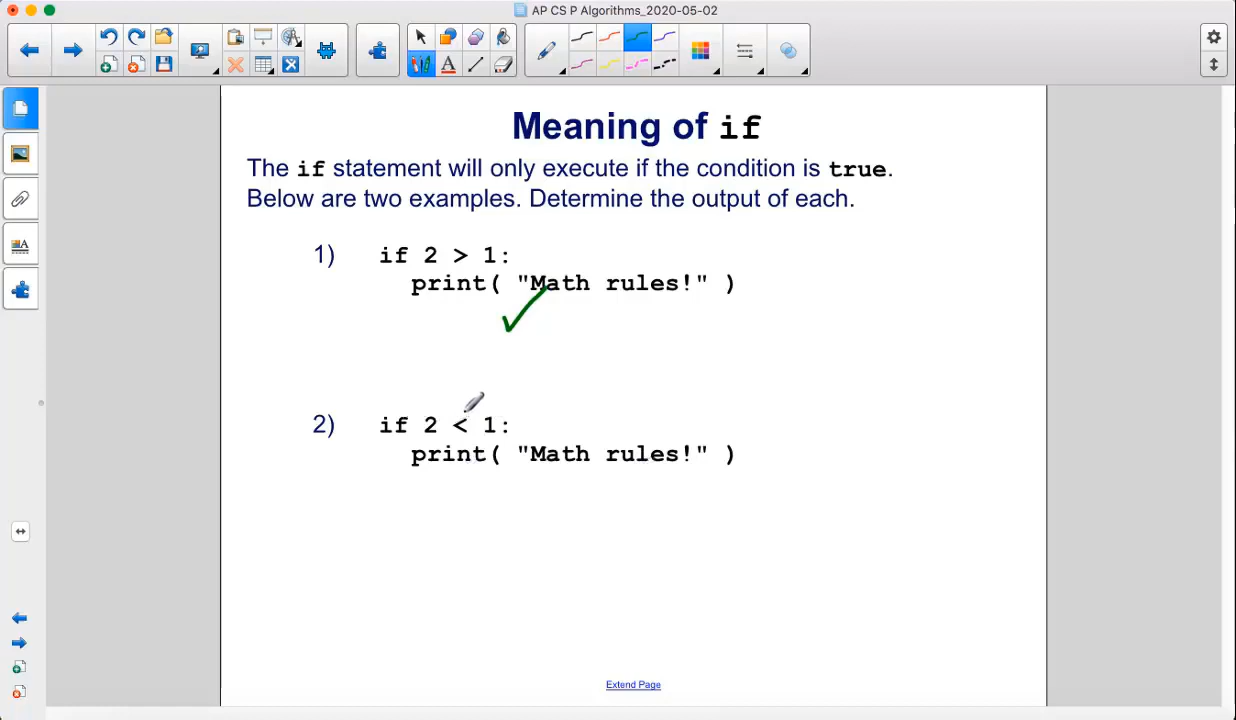 AP CS P Algorithms_2020-05-02
Meaning of if
The if statement will only execute if the condition is true.
Below are two examples. Determine the output of each.
1) if 2 > 1:
print( "Math rules!" )
2) if 2 < 1:
print( "Math rules!" )
Extend Page